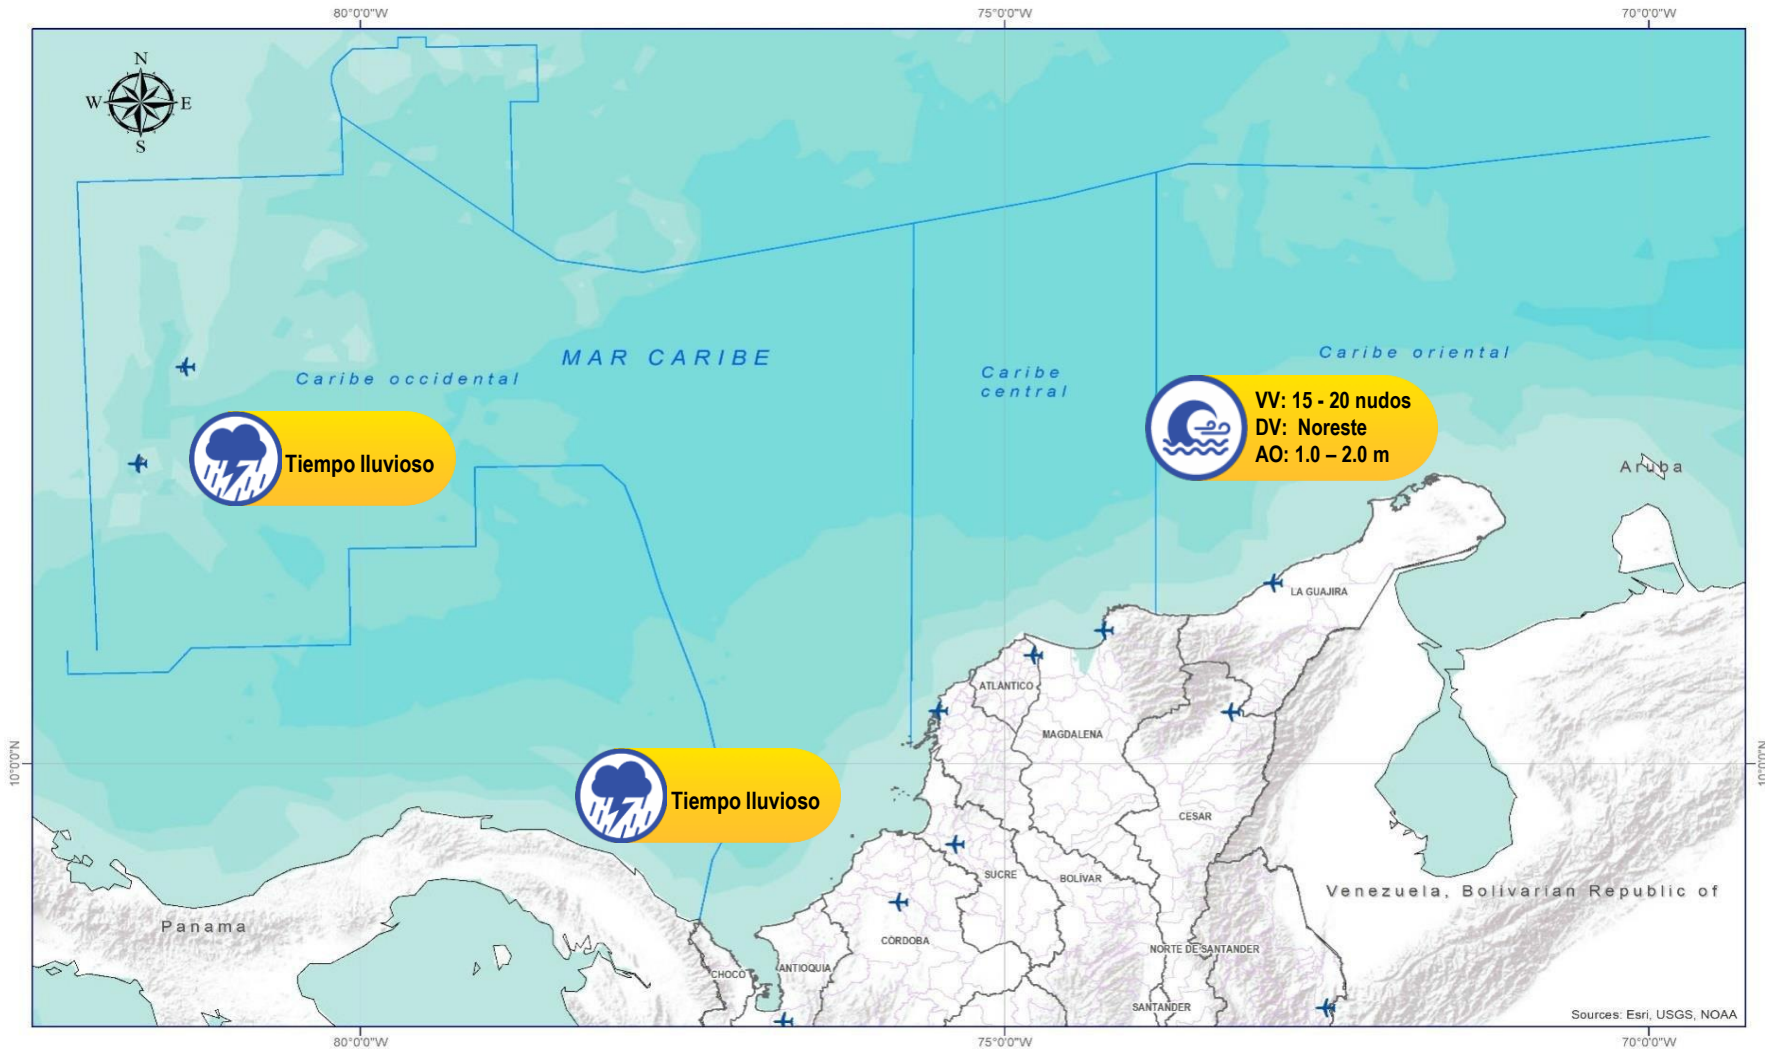 80°0'0"W
75°0'0"W
70°0'0"W
N
W
E
S
MAR CARIBE
Caribe occidental
Caribe
central
Caribe oriental
VV: 15 - 20 nudos
DV: Noreste
AO: 1.0 – 2.0 m
Tiempo lluvioso
Aruba
LA GUAJIRA
ATLANTICO
MAGDALENA
10°0'0"N
10°0'0"N
Tiempo lluvioso
CESAR
SUCRE
BOLÍVAR
Venezuela, Bolivarian Republic of
Panama
CÓRDOBA
NORTE DE SANTANDER
CHOCO
ANTIOQUIA
SANTANDER
Sources: Esri, USGS, NOAA
80°0'0"W
75°0'0"W
70°0'0"W